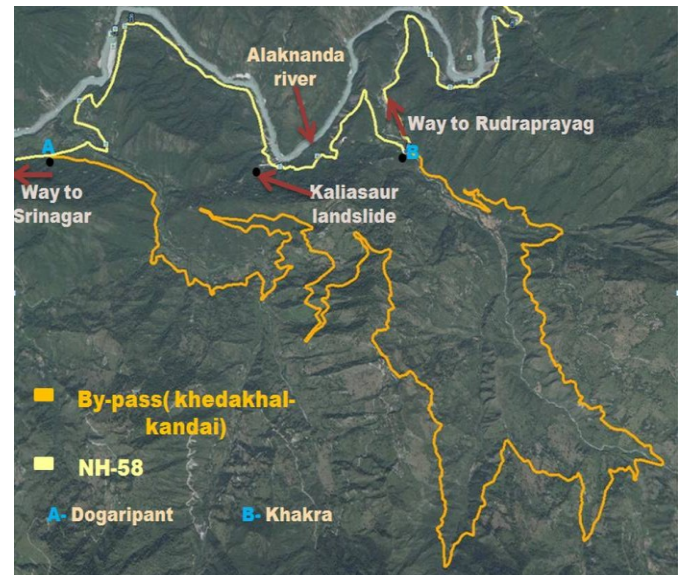 Alaknanda
river
Way to Rudraprayag
A
B
Way to
Srinagar
Kaliasaur
landslide
By-pass( khedakhal-
kandai)
NH-58
A- Dogaripant
B- Khakra